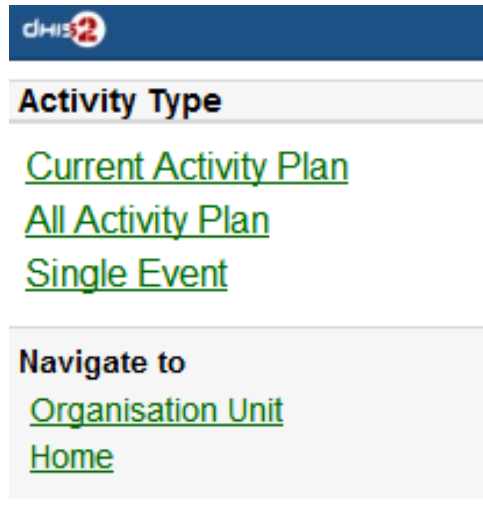 dHIS2
Activity Type
Current Activity Plan
All Activity Plan
Single Event
Navigate to
Organisation Unit
Home